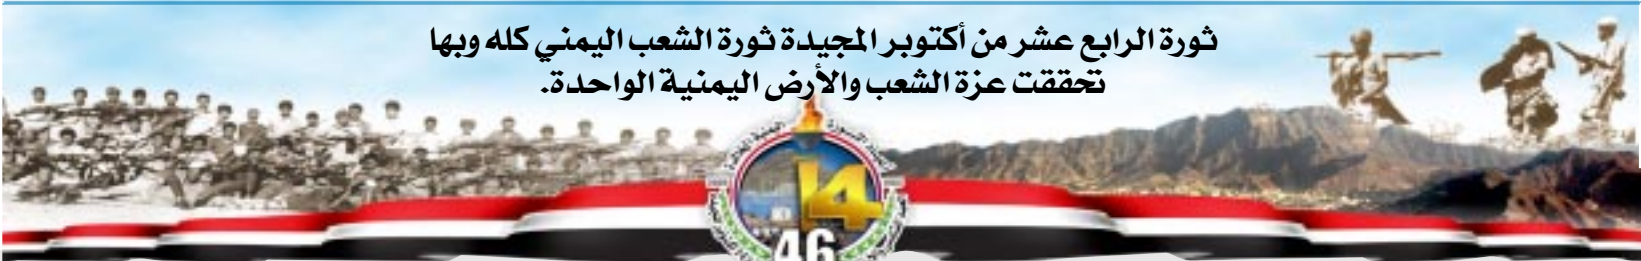 ثورة الرابع عشر من أكتوبر المجيدة ثورة الشعب اليمني كله وبها
تحققت عزة الشعب والأرض اليمنية الواحدة.
14
46